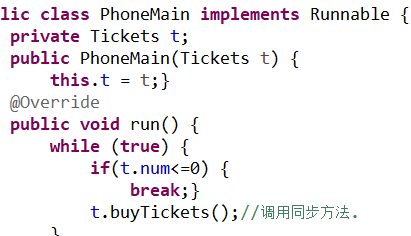 lic class PhoneMain implements Runnable {
private Tickets t;
public PhoneMain(Tickets t) {
this.t = t;}
@Override
public void run() {
while (true) {
if(t.num<=0) {
break;}
t.buyTickets();//调用同步方法.
}